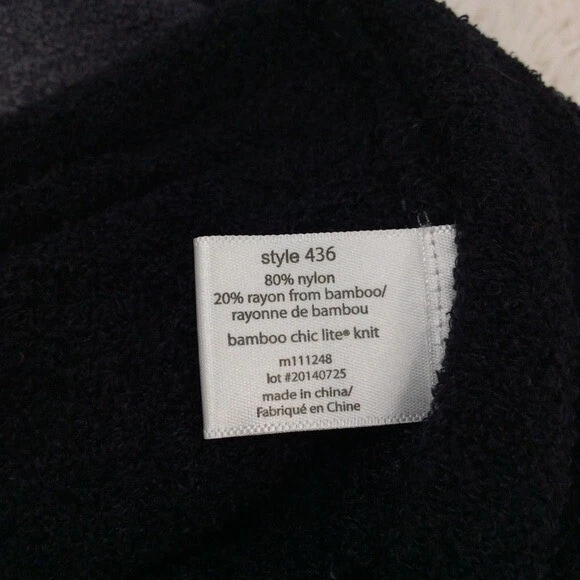 style 436
80% nylon
20% rayon from bamboo/
rayonne de bambou
bamboo chic lite® knit
m111248
lot #20140725
made in china/
Fabriqué en Chine